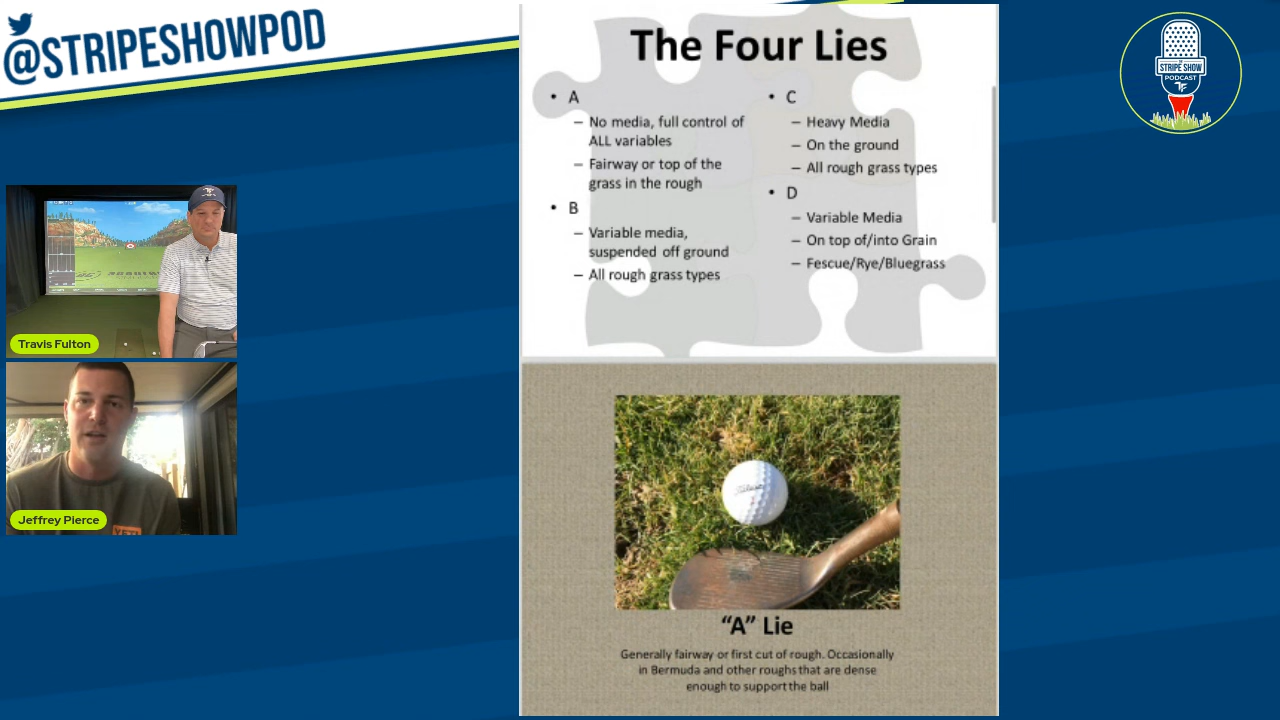 @STRIPESHOWPOD
The Four Lies
• A
– No media, full control of
ALL variables
– Fairway or top of the
grass in the rough
• B
– Variable media,
suspended off ground
– All rough grass types
• C
– Heavy Media
– On the ground
– All rough grass types
• D
– Variable Media
– On top of/into Grain
– Fescue/Rye/Bluegrass
STRIPE SHOW
PODCAST
Travis Fulton
Jeffrey Pierce
YETI
Titleist
“A” Lie
Generally fairway or first cut of rough. Occasionally
in Bermuda and other roughs that are dense
enough to support the ball